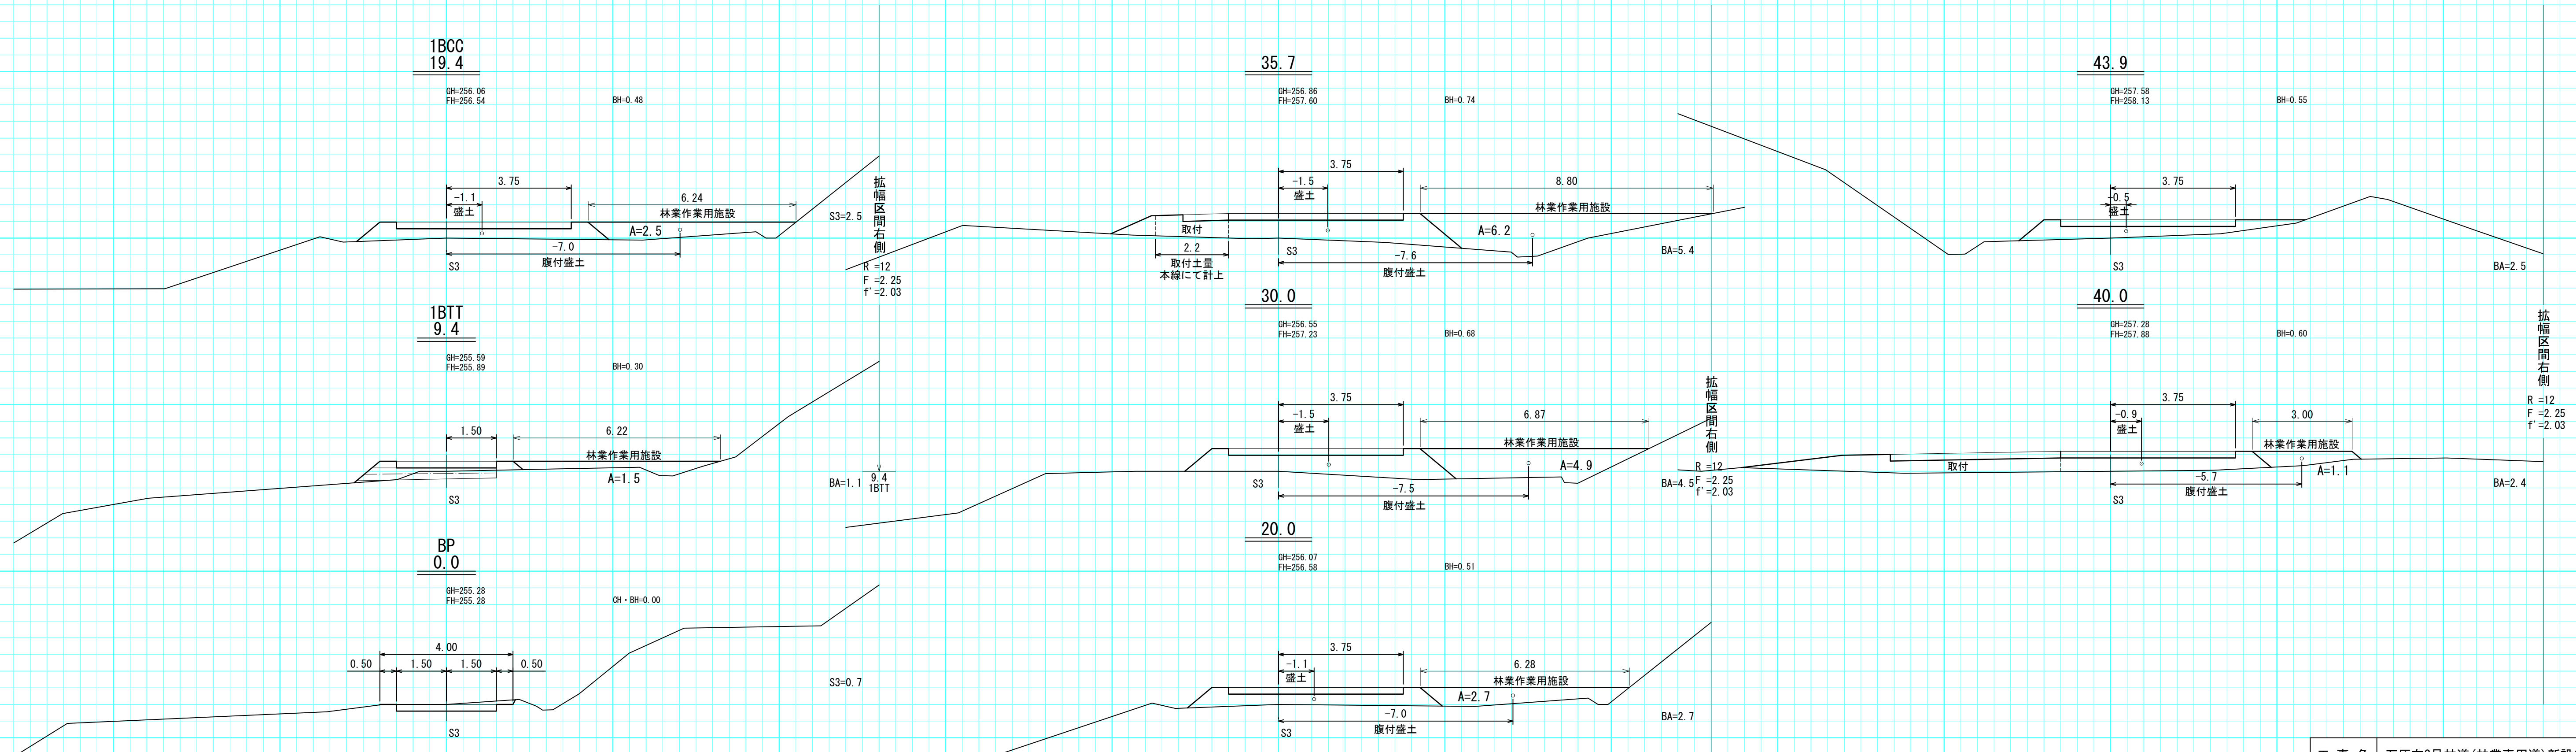 1BCC
19.4
GH=256.06
FH=256.54
BH=0.48
3.75
-1.1
盛土
6.24
林業作業用施設
A=2.5
-7.0
腹付盛土
S3
S3=2.5
拡幅区間右側
R =12
F =2.25
f'=2.03
1BTT
9.4
GH=255.59
FH=255.89
BH=0.30
1.50
6.22
林業作業用施設
A=1.5
S3
BA=1.1
9.4
1BTT
BP
0.0
GH=255.28
FH=255.28
CH・BH=0.00
4.00
0.50
1.50
1.50
0.50
S3
S3=0.7
35.7
GH=256.86
FH=257.60
BH=0.74
3.75
-1.5
盛土
8.80
林業作業用施設
取付
A=6.2
2.2
取付土量
本線にて計上
S3
-7.6
腹付盛土
BA=5.4
30.0
GH=256.55
FH=257.23
BH=0.68
3.75
-1.5
盛土
6.87
林業作業用施設
A=4.9
S3
-7.5
腹付盛土
BA=4.5
拡幅区間右側
R =12
F =2.25
f'=2.03
20.0
GH=256.07
FH=256.58
BH=0.51
3.75
-1.1
盛土
6.28
林業作業用施設
A=2.7
-7.0
腹付盛土
S3
BA=2.7
43.9
GH=257.58
FH=258.13
BH=0.55
3.75
-0.5
盛土
S3
BA=2.5
40.0
GH=257.28
FH=257.88
BH=0.60
3.75
-0.9
盛土
3.00
林業作業用施設
取付
A=1.1
-5.7
腹付盛土
S3
BA=2.4
拡幅区間右側
R =12
F =2.25
f'=2.03